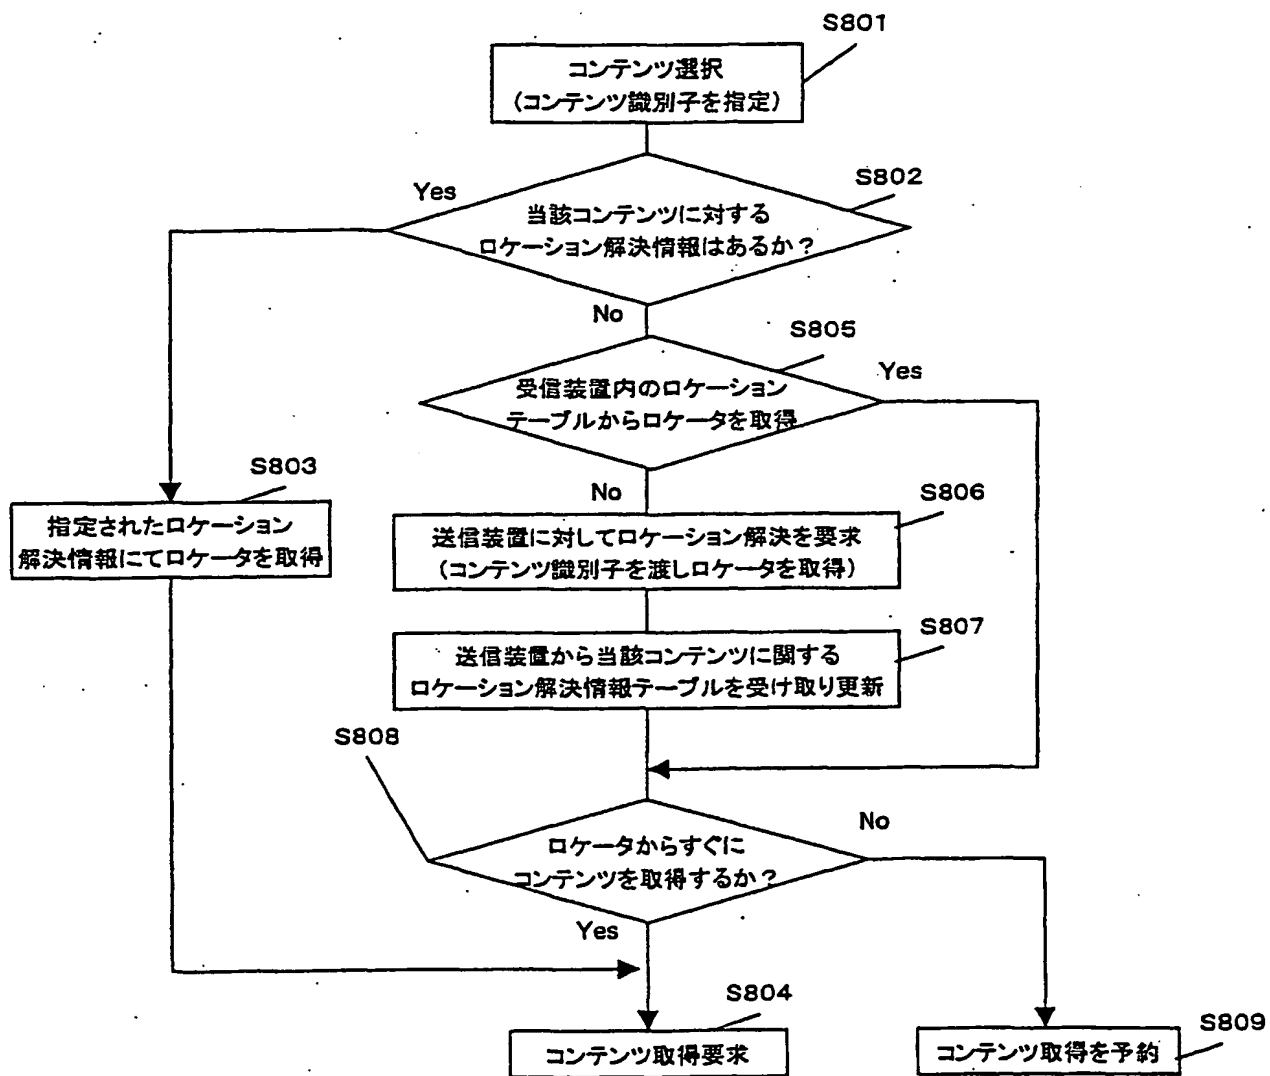 S801
コンテンツ選択
(コンテンツ識別子を指定)
S802
Yes
当該コンテンツに対する
ロケーション解決情報はあるか？
No
S805
受信装置内のロケーション
テーブルからロケータを取得
Yes
S803
指定されたロケーション
解決情報にてロケータを取得
No
S806
送信装置に対してロケーション解決を要求
(コンテンツ識別子を渡しロケータを取得)
S807
送信装置から当該コンテンツに関する
ロケーション解決情報テーブルを受け取り更新
S808
ロケータからすぐに
コンテンツを取得するか？
No
Yes
S804
コンテンツ取得要求
S809
コンテンツ取得を予約